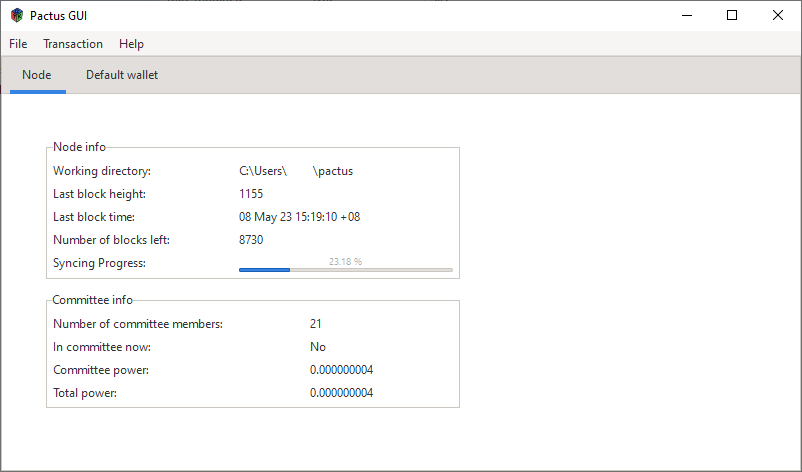 Pactus GUI
File Transaction Help
Node Default wallet
Node info
Working directory: C:\Users\ \pactus
Last block height: 1155
Last block time: 08 May 23 15:19:10 +08
Number of blocks left: 8730
Syncing Progress: 23.18 %
Committee info
Number of committee members: 21
In committee now: No
Committee power: 0.000000004
Total power: 0.000000004